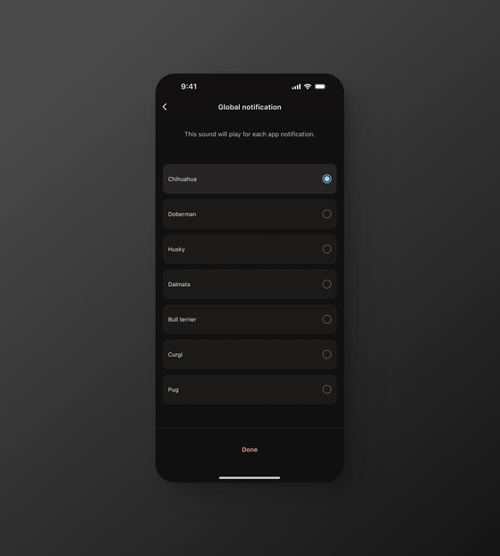 9:41
Global notification
This sound will play for each app notification.
Chihuahua
Doberman
Husky
Dalmata
Bull terrier
Curgi
Pug
Done